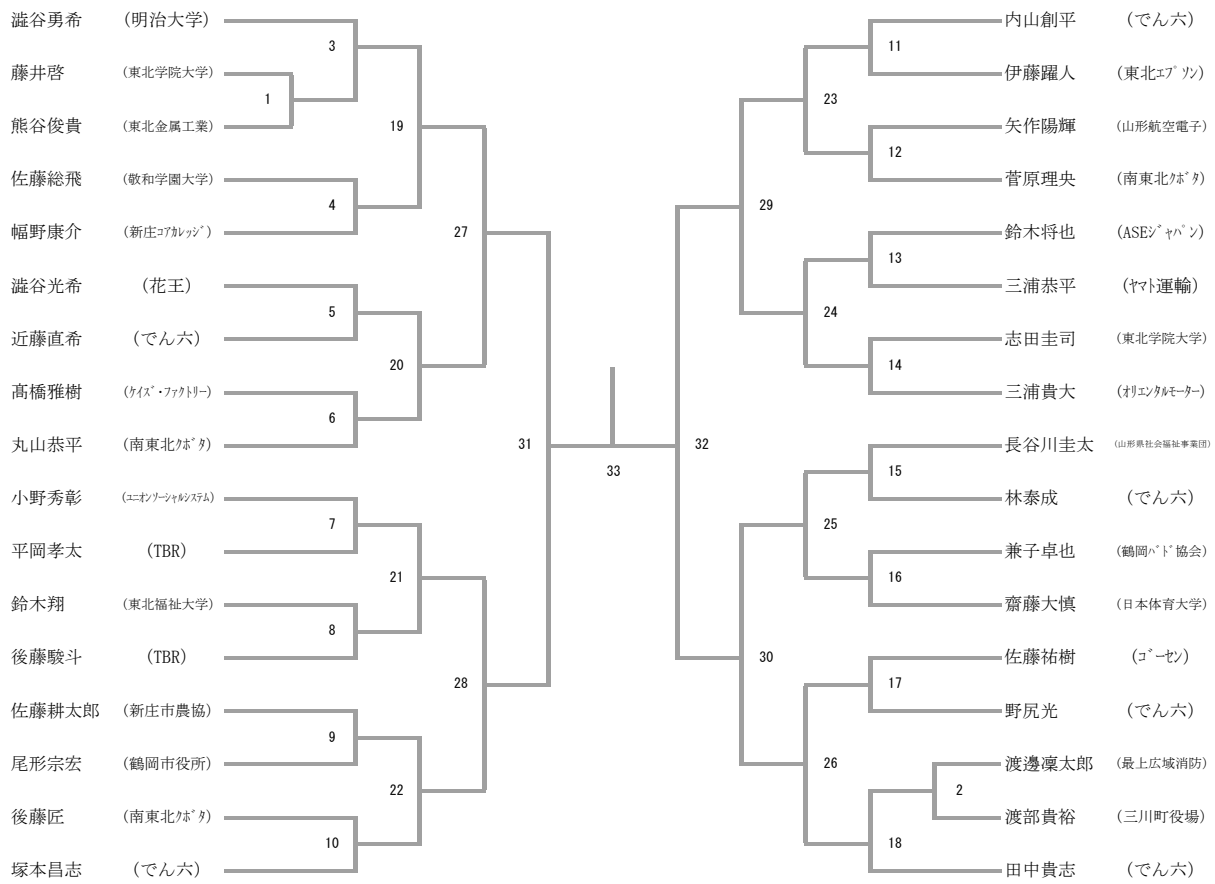 澁谷勇希 (明治大学)
3
藤井啓 (東北学院大学)
1
熊谷俊貴 (東北金属工業)
19
佐藤総飛 (敬和学園大学)
4
幅野康介 (新庄コアカレッジ)
27
澁谷光希 (花王)
5
近藤直希 (でん六)
20
髙橋雅樹 (ケイズ・ファクトリー)
6
丸山恭平 (南東北クボタ)
31
小野秀彰 (ユニオンソーシャルシステム)
7
平岡孝太 (TBR)
21
鈴木翔 (東北福祉大学)
8
後藤駿斗 (TBR)
28
佐藤耕太郎 (新庄市農協)
9
尾形宗宏 (鶴岡市役所)
22
後藤匠 (南東北クボタ)
10
塚本昌志 (でん六)
33
内山創平 (でん六)
11
伊藤躍人 (東北エプソン)
23
矢作陽輝 (山形航空電子)
12
菅原理央 (南東北クボタ)
29
鈴木将也 (ASEジャパン)
13
三浦恭平 (ヤマト運輸)
24
志田圭司 (東北学院大学)
14
三浦貴大 (オリエンタルモーター)
32
長谷川圭太 (山形県社会福祉事業団)
15
林泰成 (でん六)
25
兼子卓也 (鶴岡バド協会)
16
齋藤大慎 (日本体育大学)
30
佐藤祐樹 (ゴーセン)
17
野尻光 (でん六)
26
渡邊凜太郎 (最上広域消防)
2
渡部貴裕 (三川町役場)
18
田中貴志 (でん六)